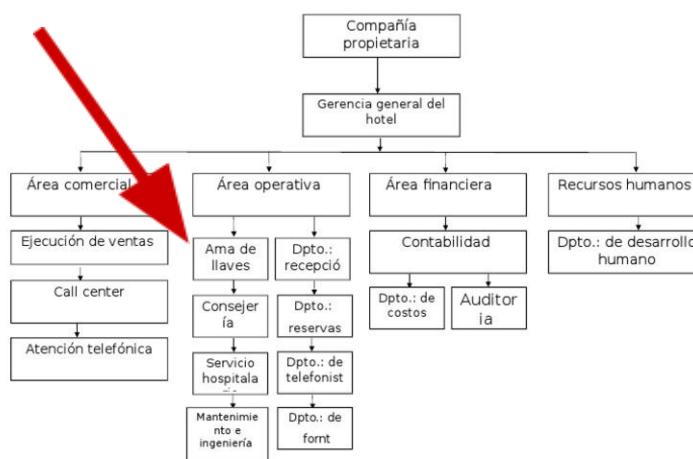 Compañía
propietaria
Gerencia general del
hotel
Área comercial
Área operativa
Área financiera
Recursos humanos
Ejecución de ventas
Ama de
llaves
Dpto.:
recepció
Contabilidad
Dpto.: de desarrollo
humano
Call center
Consejer
ía
Dpto.:
reservas
Dpto.: de
costos
Auditor
ia
Atención telefónica
Servicio
hospitala
Dpto.: de
telefonist
Mantenimie
nto e
ingeniería
Dpto.: de
fornt